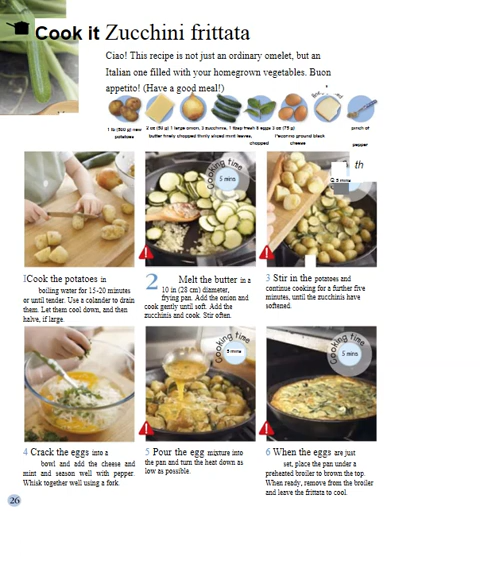 Cook it Zucchini frittata
Ciao! This recipe is not just an ordinary omelet, but an
Italian one filled with your homegrown vegetables. Buon
appetito! (Have a good meal!)
1 lb (500 g) new 2 oz (50 g) 1 large onion, 3 zucchinis, 1 tbsp fresh 8 eggs 3 oz (75 g) pinch of
potatoes butter finely chopped thinly sliced mint leaves, Pecorino ground black
chopped cheese pepper
Cooking time
5 mins
th
5 mins
1Cook the potatoes in
boiling water for 15-20 minutes
or until tender. Use a colander to drain
them. Let them cool down, and then
halve, if large.
2 Melt the butter in a
10 in (28 cm) diameter,
frying pan. Add the onion and
cook gently until soft. Add the
zucchinis and cook. Stir often.
3 Stir in the potatoes and
continue cooking for a further five
minutes, until the zucchinis have
softened.
Cooking time
5 mins
Cooking time
5 mins
4 Crack the eggs into a
bowl and add the cheese and
mint and season well with pepper.
Whisk together well using a fork.
5 Pour the egg mixture into
the pan and turn the heat down as
low as possible.
6 When the eggs are just
set, place the pan under a
preheated broiler to brown the top.
When ready, remove from the broiler
and leave the frittata to cool.
26